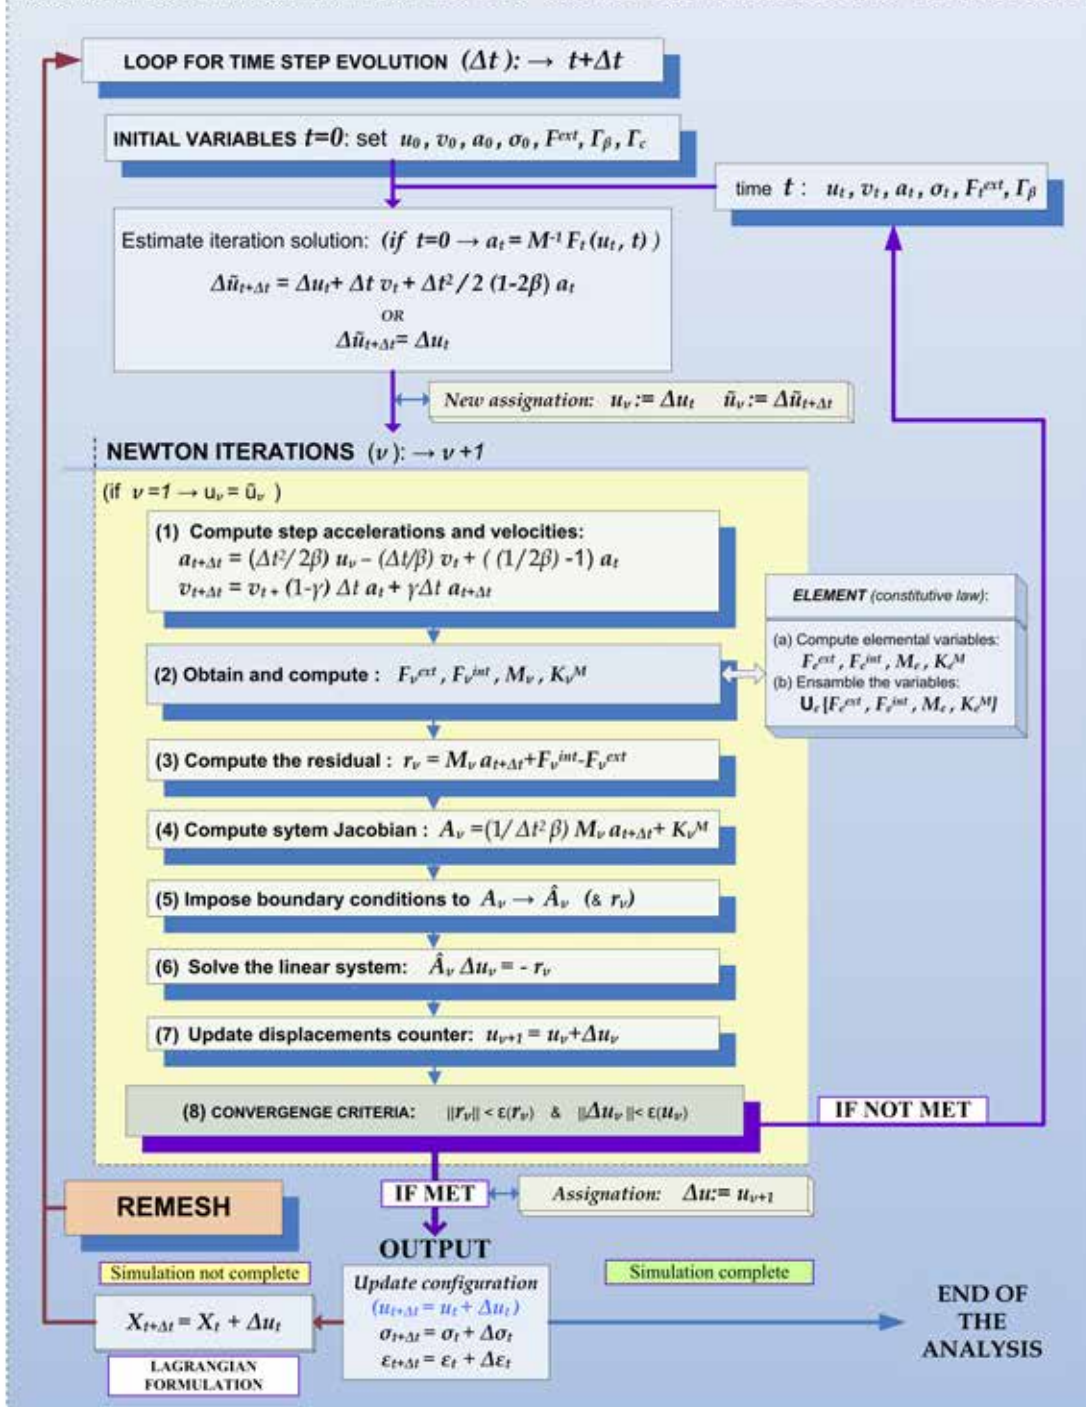 LOOP FOR TIME STEP EVOLUTION (Δt): → t+Δt
INITIAL VARIABLES t=0: set u₀, v₀, a₀, σ₀, Fᵉˣᵗ, Γᵦ, Γ_c
time t : u_t, v_t, a_t, σ_t, F_t^ext, Γ_β
Estimate iteration solution: (if t=0 → a_t = M⁻¹ F_t (u_t, t) )
Δũ_t+Δt = Δu_t + Δt v_t + Δt²/2 (1-2β) a_t
OR
Δũ_t+Δt = Δu_t
New assignation: u_ν := Δu_t ũ_ν := Δũ_t+Δt
NEWTON ITERATIONS (ν): → ν+1
(if ν=1 → u_ν = ũ_ν )
(1) Compute step accelerations and velocities:
a_t+Δt = (Δt²/2β) u_ν – (Δt/β) v_t + ( (1/2β) -1) a_t
v_t+Δt = v_t + (1-γ) Δt a_t + γΔt a_t+Δt
ELEMENT (constitutive law):
(a) Compute elemental variables:
F_e^ext , F_e^int , M_e , K_e^M
(b) Ensamble the variables:
U_e [F_e^ext , F_e^int , M_e , K_e^M]
(2) Obtain and compute : F_ν^ext , F_ν^int , M_ν , K_ν^M
(3) Compute the residual : r_ν = M_ν a_t+Δt + F_ν^int - F_ν^ext
(4) Compute sytem Jacobian : A_ν = (1/ Δt² β) M_ν a_t+Δt + K_ν^M
(5) Impose boundary conditions to A_ν → Â_ν (& r_ν)
(6) Solve the linear system: Â_ν Δu_ν = - r_ν
(7) Update displacements counter: u_ν+1 = u_ν + Δu_ν
(8) CONVERGENGE CRITERIA: ||r_ν|| < ε(r_ν) & ||Δu_ν|| < ε(u_ν)
IF NOT MET
IF MET
Assignation: Δu := u_ν+1
REMESH
OUTPUT
Simulation not complete
Simulation complete
Update configuration
(u_t+Δt = u_t + Δu_t)
σ_t+Δt = σ_t + Δσ_t
ε_t+Δt = ε_t + Δε_t
X_t+Δt = X_t + Δu_t
LAGRANGIAN
FORMULATION
END OF
THE
ANALYSIS